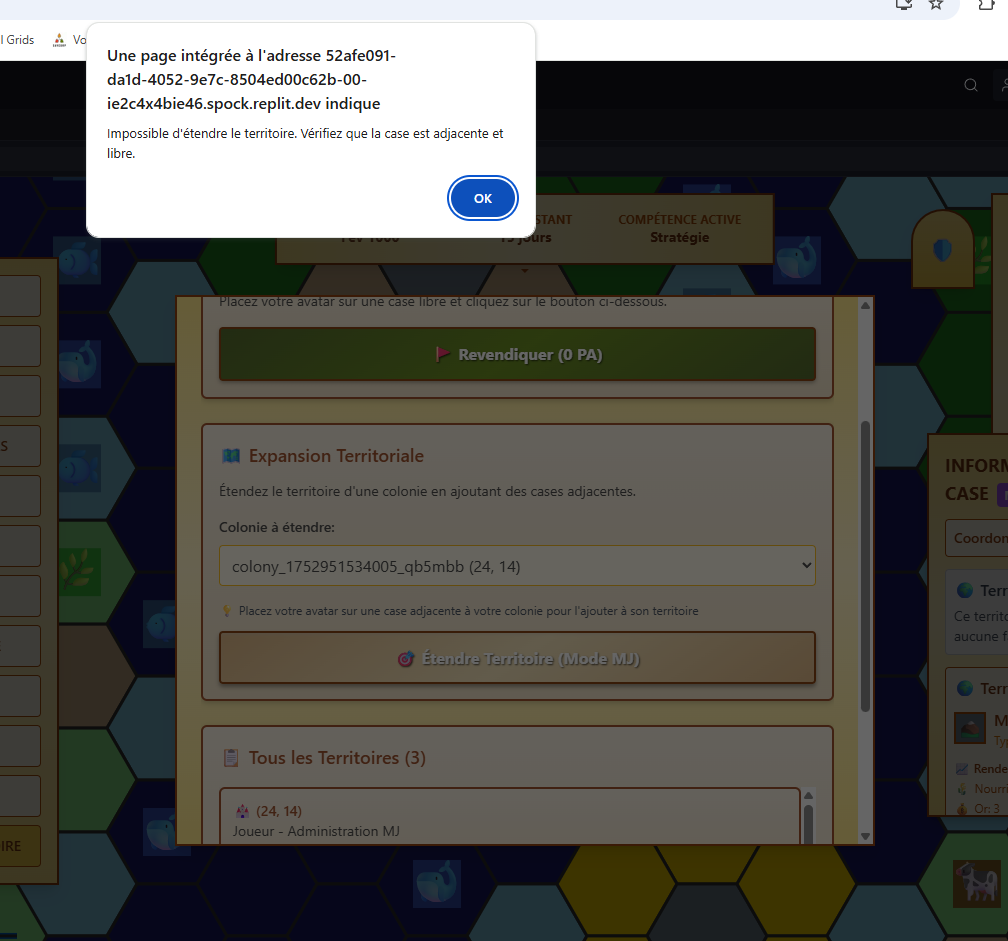 l Grids
Vo
Une page intégrée à l'adresse 52afe091-
da1d-4052-9e7c-8504ed00c62b-00-
ie2c4x4bie46.spock.replit.dev indique
Impossible d'étendre le territoire. Vérifiez que la case est adjacente et
libre.
OK
STANT
COMPÉTENCE ACTIVE
Stratégie
Placez votre avatar sur une case libre et cliquez sur le bouton ci-dessous.
Revendiquer (0 PA)
Expansion Territoriale
Étendez le territoire d'une colonie en ajoutant des cases adjacentes.
Colonie à étendre:
colony_1752951534005_qb5mbb (24, 14)
Placez votre avatar sur une case adjacente à votre colonie pour l'ajouter à son territoire
Étendre Territoire (Mode MJ)
Tous les Territoires (3)
(24, 14)
Joueur - Administration MJ
S
IRE
INFORM
CASE
Coordon
Terr
Ce territo
aucune f
Terr
M
Ty
Rende
Nourri
Or: 3